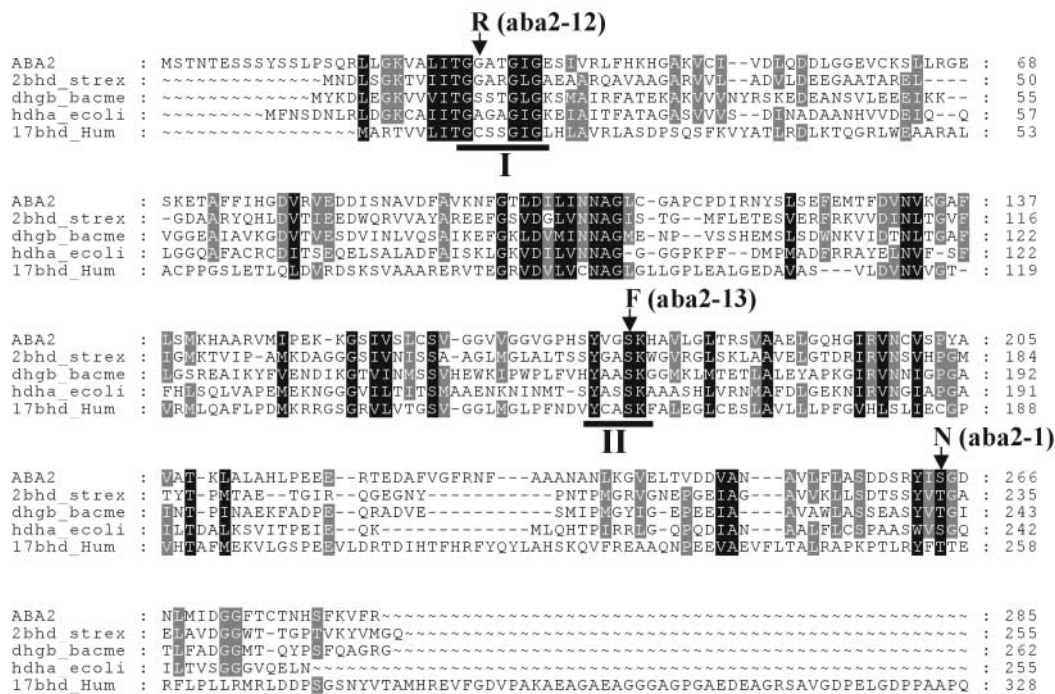 R (aba2-12)
ABA2 : MSTNTESSSYSSLPSQRLLGKVALITGGATGIGESIVRLFHKHGAKVCI--VDLQDDLGGEVCKSLLRGE : 68
2bhd_strex : ~~~~~~~~~~~~~~MNDLSGKTVIITGGARGLGAEAARQAVAAGARVVL--ADVLDEEGAATAREL---- : 50
dhgb_bacme : ~~~~~~~~~~~~MYKDLEGKVVVITGSSTGLGKSMAIRFATEKAKVVVNYRSKEDEANSVLEEEIKK-- : 55
hdha_ecoli : ~~~~~~~~~MFNSDNLRLDGKCAIITGAGAGIGKEIAITFATAGASVVVS--DINADAANHVVDEIQ--Q : 51
17bhd_Hum : ~~~~~~~~~~~~~~~~MARTVVLITGCSSGIGLHLAVRLASDPSQSFKVYATLRDLKTQGRLWEAARAL : 53
I
ABA2 : SKETAFFIHGDVRVEDDISNAVDFAVKNFGTLDILINNAGLC-GAPCPDIRNYSLSEFEMTFDVNVKGAF : 137
2bhd_strex : -GDAARYQHLDVTIEEDWQRVVAYAREEFGSVDGLVNNAGIS-TG--MFLETESVERFRKVVDINLTGVF : 116
dhgb_bacme : VGGEAIAVKGDVTVESDVINLVQSAIKEFGKLDVMINNAGME-NP--VSSHEMSLSDWNKVIDTNLTGAF : 122
hdha_ecoli : LGGQAFACRCDITSEQELSALADFAISKLGKVDILVNNAGG--GGPKPF-DMPMADFRRAYELNVF-SF : 122
17bhd_Hum : ACPPGSLETLQLDVRDSKSVAAARERVTEGRVDVLVCNAGLGLLGPLEALGEDAVAS---VLDVNVVGT- : 119
F (aba2-13)
ABA2 : LSMKHAARVMIPEK-KGSIVSLCSV-GGVVGGVGPHSYVGSKHAVLGLTRSVAAELGQHGIRVNCVSPYA : 205
2bhd_strex : IGMKTVIP-AMKDAGGGSIVNISSA-AGLMGLALTSSYGASKWGVRGLSKLAAVELGTDRIRVNSVHPGM : 184
dhgb_bacme : LGSREAIKYFVENDIKGTVINMSSVHEWKIPWPLFVHYAASKGGMKLMTETLALEYAPKGIRVNNIGPGA : 192
hdha_ecoli : FHLSQLVAPEMEKNGGGVILTITSMAAENKNINMT-SYASSKAAASHLVRNMAFDLGEKNIRVNGIAPGA : 191
17bhd_Hum : VRMLQAFLPDMKRRGSGRVLVTGSV-GGLMGLPFNDVYCASKFALEGLCESLAVLLLPFGVHLSLIECGP : 188
II
N (aba2-1)
ABA2 : VAT-KLALAHLPEEE--RTEDAFVGFRNF-AAANANLKGVELTVDDVAN--AVLFLASDDSRYISGD : 266
2bhd_strex : TYT-PMTAE--TGIR-QGEGNY-------PNTPMGRVGNEPGEIAG--AVVKLLSDTSSYVTGA : 235
dhgb_bacme : INT-PINAEKFADPE--QRADVE-------SMIPMGYIG-EPEEIAA--AVAWLASSEASYVTGI : 243
hdha_ecoli : ILTDALKSVITPEIE--QK--------MLQHTPIRRLG-QPQDIAN--AALFLCSPAASWVSGQ : 242
17bhd_Hum : VHTAFMEKVLGSPEEVLDRTDIHTFHRFYQYLAHSKQVFREAAQNPEEVAEVFLTALRAPKPTLRYFTTE : 258
ABA2 : NLMIDGGFTCTNHSFKVFR~~~~~~~~~~~~~~~~~~~~~~~~~~~~~~~~~~~~~~~~~~~~~~~~~~~ : 285
2bhd_strex : ELAVDGGWTT-TGPTVKYVMGQ~~~~~~~~~~~~~~~~~~~~~~~~~~~~~~~~~~~~~~~~~~~~~~~~ : 255
dhgb_bacme : TLFADGGMT-QYPSFQAGRG~~~~~~~~~~~~~~~~~~~~~~~~~~~~~~~~~~~~~~~~~~~~~~~~~~ : 262
hdha_ecoli : ILTVSGGGVQELN~~~~~~~~~~~~~~~~~~~~~~~~~~~~~~~~~~~~~~~~~~~~~~~~~~~~~~~~~ : 255
17bhd_Hum : RFLPLLRMRLDDPSGSNYVTAMHREVFGDVPAKAEAGAEAGGGAGPGAEDEAGRSAVGDPELGDPPAAPQ : 328